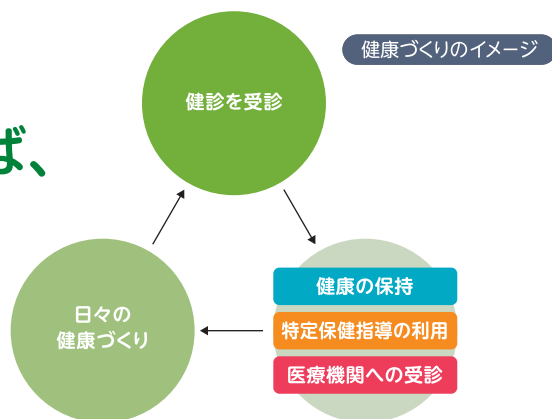 健康づくりのイメージ
健診を受診
ば、
健康の保持
特定保健指導の利用
医療機関への受診
日々の
健康づくり